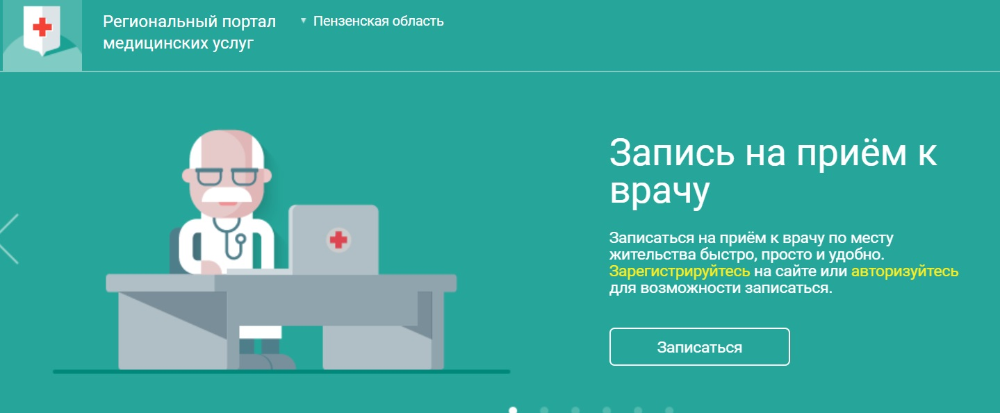 Региональный портал
медицинских услуг
Пензенская область
Запись на приём к
врачу
Записаться на приём к врачу по месту
жительства быстро, просто и удобно.
Зарегистрируйтесь на сайте или авторизуйтесь
для возможности записаться.
Записаться